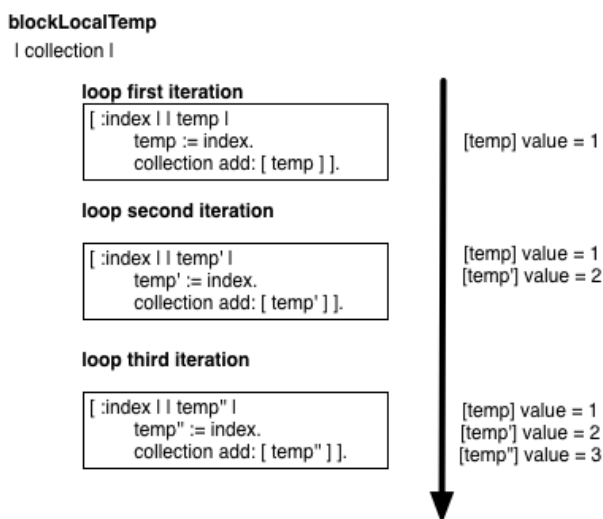 blockLocalTemp
| collection |
loop first iteration
[ :index | | temp |
temp := index.
collection add: [ temp ] ].
[temp] value = 1
loop second iteration
[ :index | | temp' |
temp' := index.
collection add: [ temp' ] ].
[temp] value = 1
[temp'] value = 2
loop third iteration
[ :index | | temp'' |
temp'' := index.
collection add: [ temp'' ] ].
[temp] value = 1
[temp'] value = 2
[temp''] value = 3